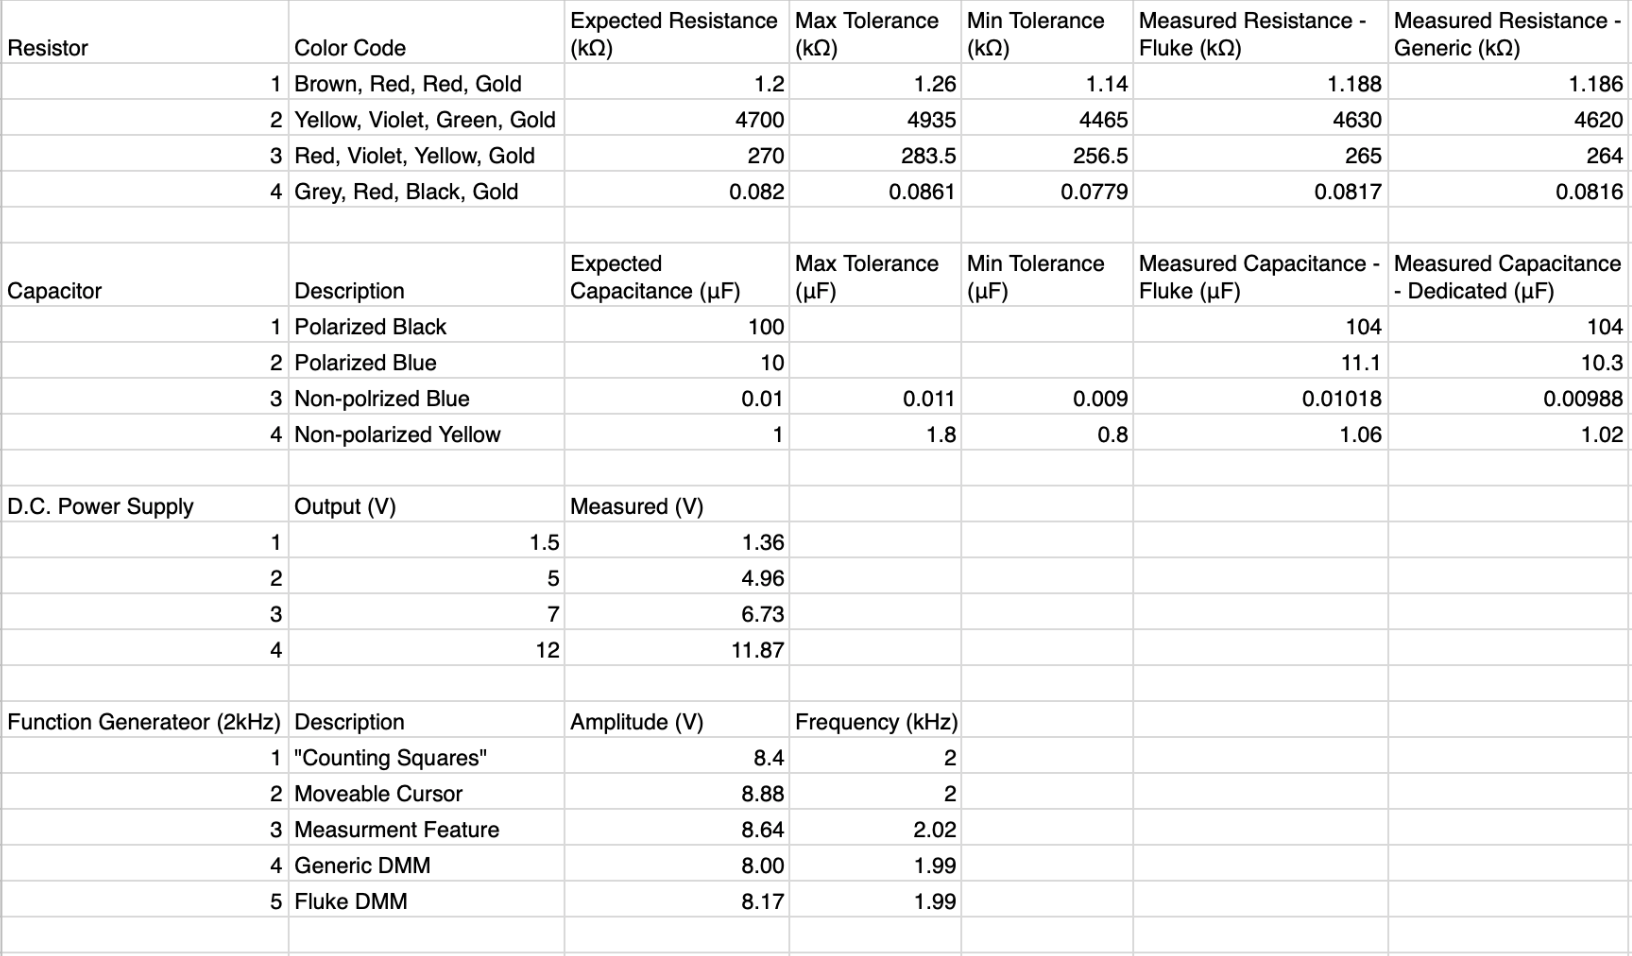 Resistor Color Code Expected Resistance (kΩ) Max Tolerance (kΩ) Min Tolerance (kΩ) Measured Resistance - Fluke (kΩ) Measured Resistance - Generic (kΩ)
1 Brown, Red, Red, Gold 1.2 1.26 1.14 1.188 1.186
2 Yellow, Violet, Green, Gold 4700 4935 4465 4630 4620
3 Red, Violet, Yellow, Gold 270 283.5 256.5 265 264
4 Grey, Red, Black, Gold 0.082 0.0861 0.0779 0.0817 0.0816
Capacitor Description Expected Capacitance (µF) Max Tolerance (µF) Min Tolerance (µF) Measured Capacitance - Fluke (µF) Measured Capacitance - Dedicated (µF)
1 Polarized Black 100 104 104
2 Polarized Blue 10 11.1 10.3
3 Non-polrized Blue 0.01 0.011 0.009 0.01018 0.00988
4 Non-polarized Yellow 1 1.8 0.8 1.06 1.02
D.C. Power Supply Output (V) Measured (V)
1 1.5 1.36
2 5 4.96
3 7 6.73
4 12 11.87
Function Generateor (2kHz) Description Amplitude (V) Frequency (kHz)
1 "Counting Squares" 8.4 2
2 Moveable Cursor 8.88 2
3 Measurment Feature 8.64 2.02
4 Generic DMM 8.00 1.99
5 Fluke DMM 8.17 1.99